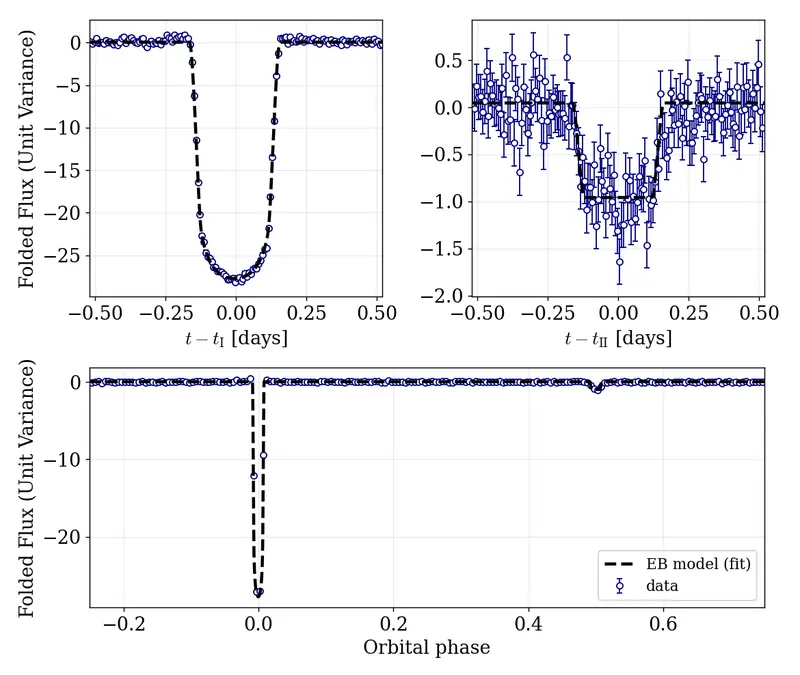 Folded Flux (Unit Variance)
0
−5
−10
−15
−20
−25
−0.50 −0.25 0.00 0.25 0.50
t − tI [days]
0.5
0.0
−0.5
−1.0
−1.5
−2.0
−0.50 −0.25 0.00 0.25 0.50
t − tII [days]
Folded Flux (Unit Variance)
0
−10
−20
EB model (fit)
data
−0.2 0.0 0.2 0.4 0.6
Orbital phase